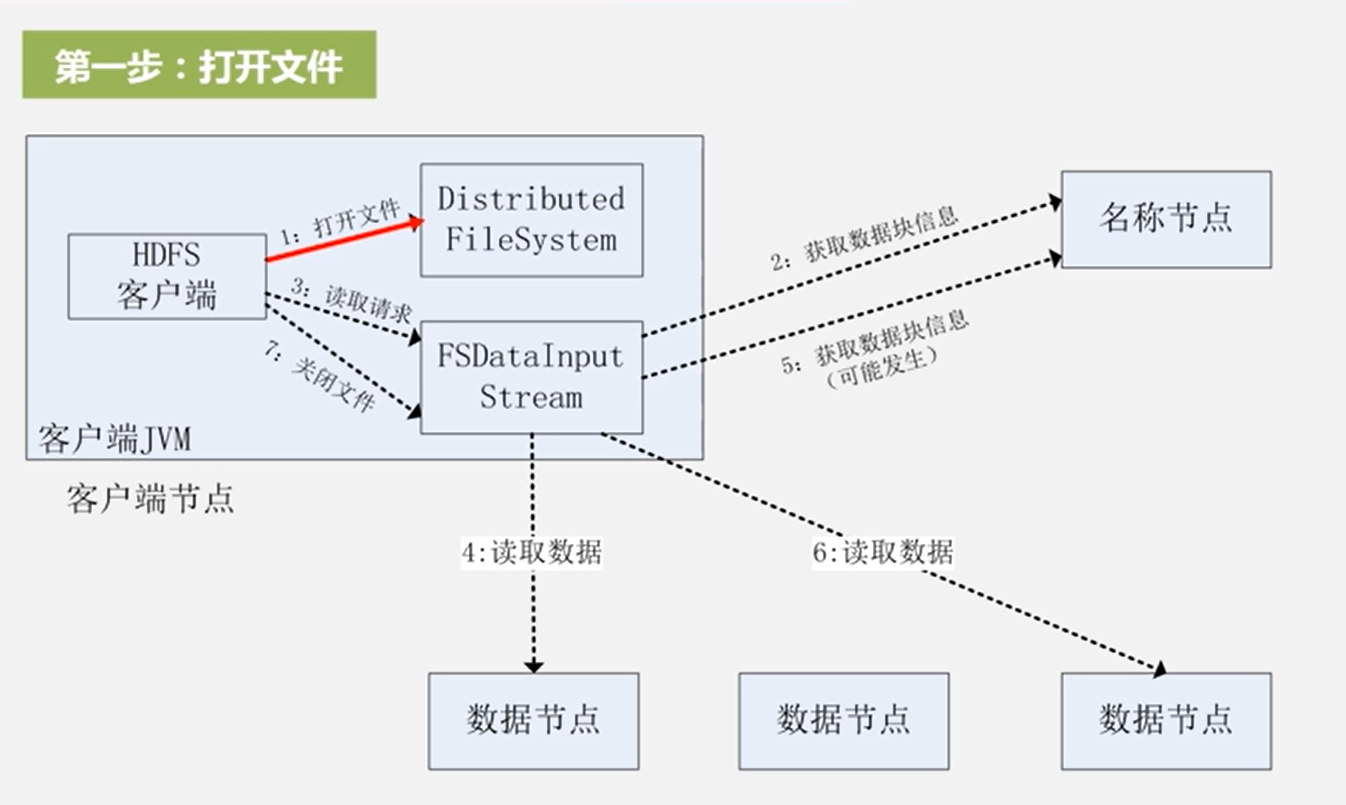 第一步：打开文件
Distributed
FileSystem
1：打开文件
HDFS
客户端
3：读取请求
FSDataInput
Stream
7：关闭文件
客户端JVM
客户端节点
2：获取数据块信息
名称节点
5：获取数据块信息
（可能发生）
4:读取数据
6:读取数据
数据节点
数据节点
数据节点